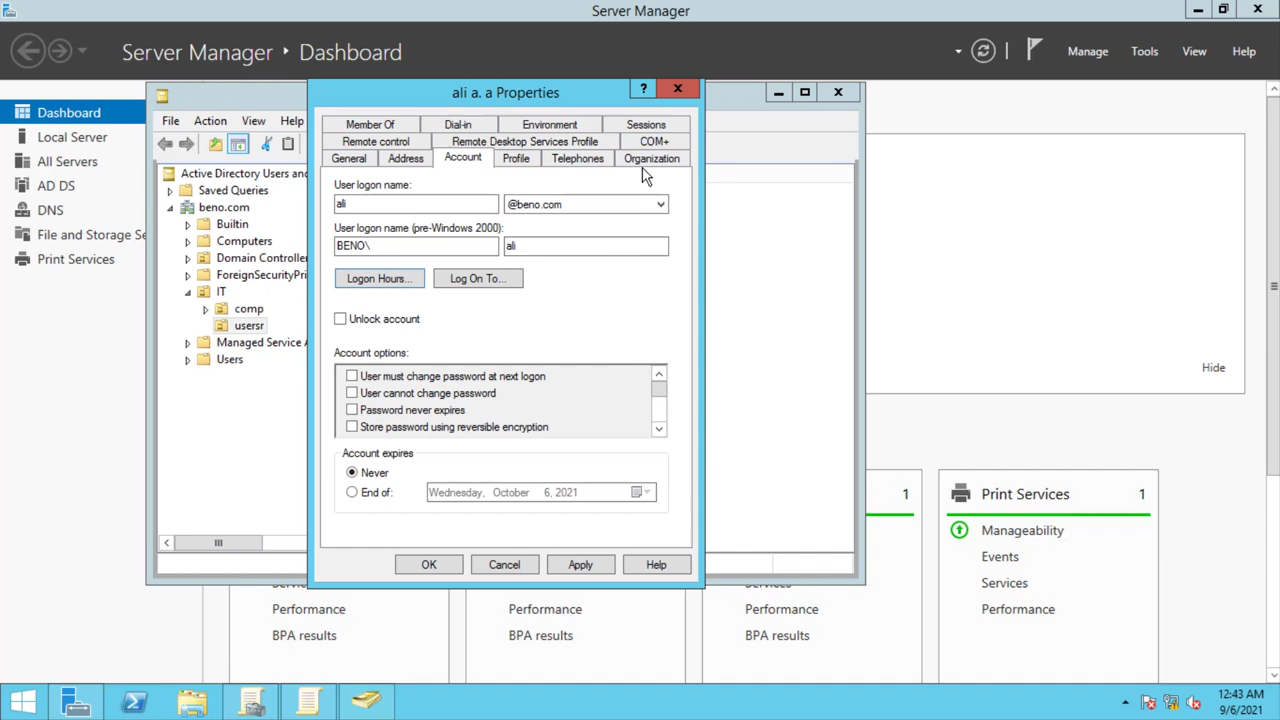 Server Manager
Server Manager ‣ Dashboard
Manage Tools View Help
Dashboard
Local Server
All Servers
AD DS
DNS
File and Storage Se
Print Services
File Action View Help
Active Directory Users and
Saved Queries
beno.com
Builtin
Computers
Domain Controlle
ForeignSecurityPri
IT
comp
usersr
Managed Service A
Users
ali a. a Properties
?
Member Of Dial-in Environment Sessions
Remote control Remote Desktop Services Profile COM+
General Address Account Profile Telephones Organization
User logon name:
ali @beno.com
User logon name (pre-Windows 2000):
BENO\ ali
Logon Hours... Log On To...
Unlock account
Account options:
User must change password at next logon
User cannot change password
Password never expires
Store password using reversible encryption
Account expires
Never
End of: Wednesday, October 6, 2021
OK Cancel Apply Help
Hide
1
Print Services 1
Manageability
Events
Services
Performance
Performance
BPA results
Performance
BPA results
Performance
BPA results
12:43 AM
9/6/2021